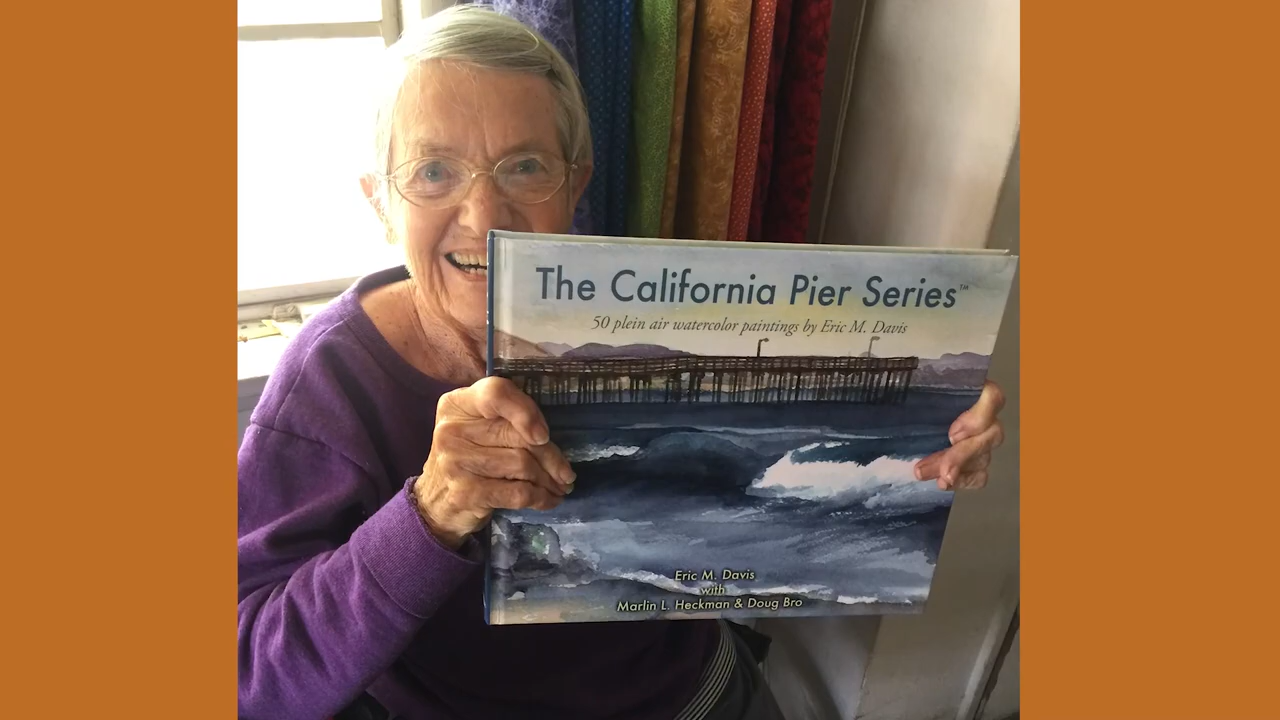 The California Pier Series™
50 plein air watercolor paintings by Eric M. Davis
Eric M. Davis
with
Marlin L. Heckman & Doug Bro